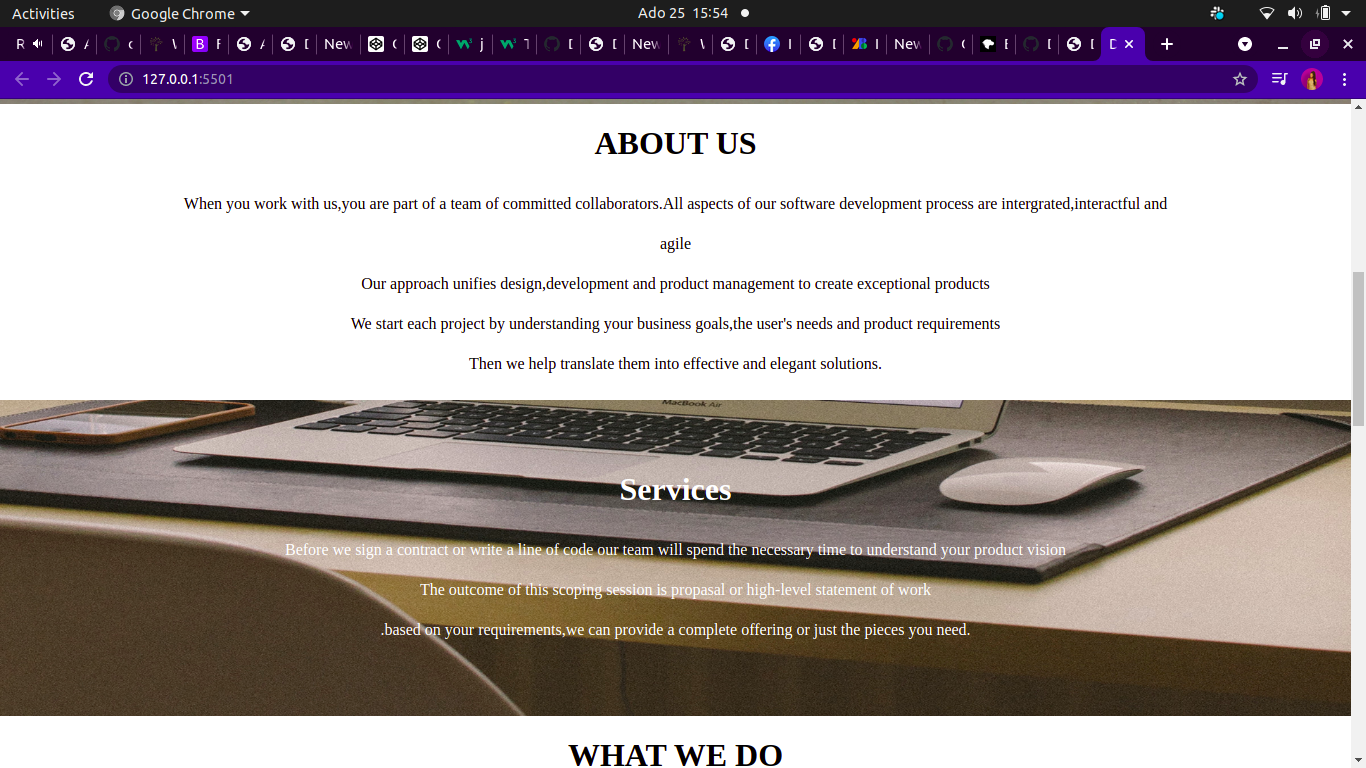 Activities
Google Chrome
Ado 25 15:54
R
New
New
New
New
D
127.0.0.1:5501
ABOUT US
When you work with us,you are part of a team of committed collaborators.All aspects of our software development process are intergrated,interactful and
agile
Our approach unifies design,development and product management to create exceptional products
We start each project by understanding your business goals,the user's needs and product requirements
Then we help translate them into effective and elegant solutions.
MacBook Air
Services
Before we sign a contract or write a line of code our team will spend the necessary time to understand your product vision
The outcome of this scoping session is propasal or high-level statement of work
.based on your requirements,we can provide a complete offering or just the pieces you need.
WHAT WE DO